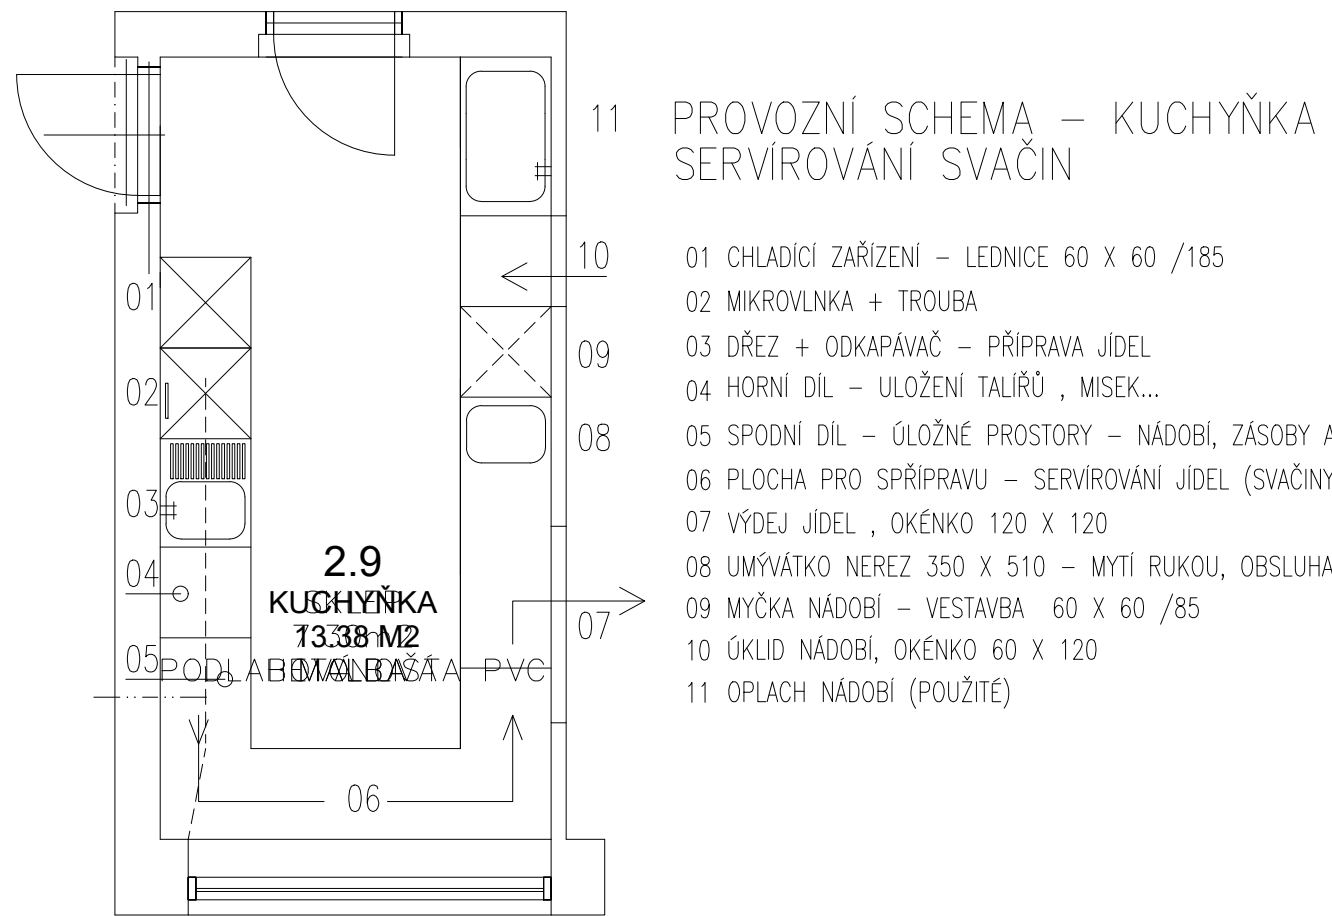 PROVOZNÍ SCHEMA – KUCHYŇKA
SERVÍROVÁNÍ SVAČIN
01 CHLADÍCÍ ZAŘÍZENÍ – LEDNICE 60 X 60 /185
02 MIKROVLNKA + TROUBA
03 DŘEZ + ODKAPÁVAČ – PŘÍPRAVA JÍDEL
04 HORNÍ DÍL – ULOŽENÍ TALÍŘŮ , MISEK...
05 SPODNÍ DÍL – ÚLOŽNÉ PROSTORY – NÁDOBÍ, ZÁSOBY A
06 PLOCHA PRO SPŘÍPRAVU – SERVÍROVÁNÍ JÍDEL (SVAČINY
07 VÝDEJ JÍDEL , OKÉNKO 120 X 120
08 UMÝVÁTKO NEREZ 350 X 510 – MYTÍ RUKOU, OBSLUHA
09 MYČKA NÁDOBÍ – VESTAVBA 60 X 60 /85
10 ÚKLID NÁDOBÍ, OKÉNKO 60 X 120
11 OPLACH NÁDOBÍ (POUŽITÉ)
11
10
09
08
07
01
02
03
04
05
06
2.9
KUCHYŇKA
13.38 M2
PVC